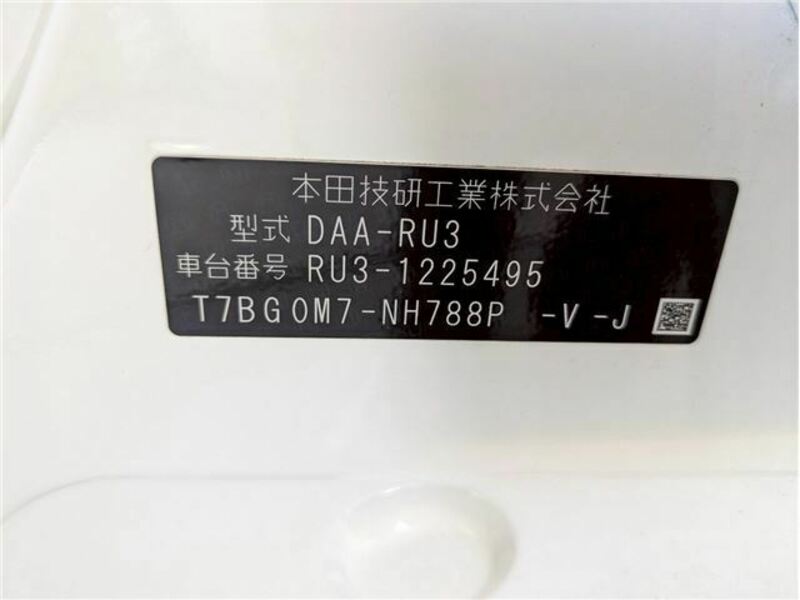 本田技研工業株式会社
型式 DAA-RU3
車台番号 RU3-1225495
T7BG0M7-NH788P -V -J